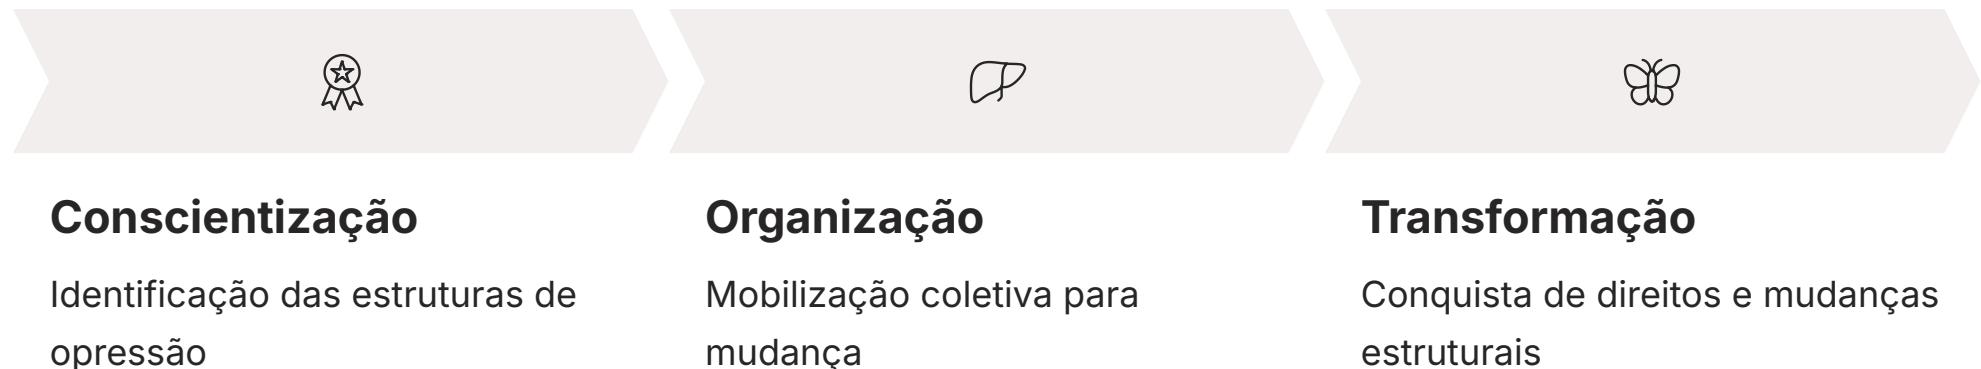 Conscientização
Identificação das estruturas de
opressão
Organização
Mobilização coletiva para
mudança
Transformação
Conquista de direitos e mudanças
estruturais